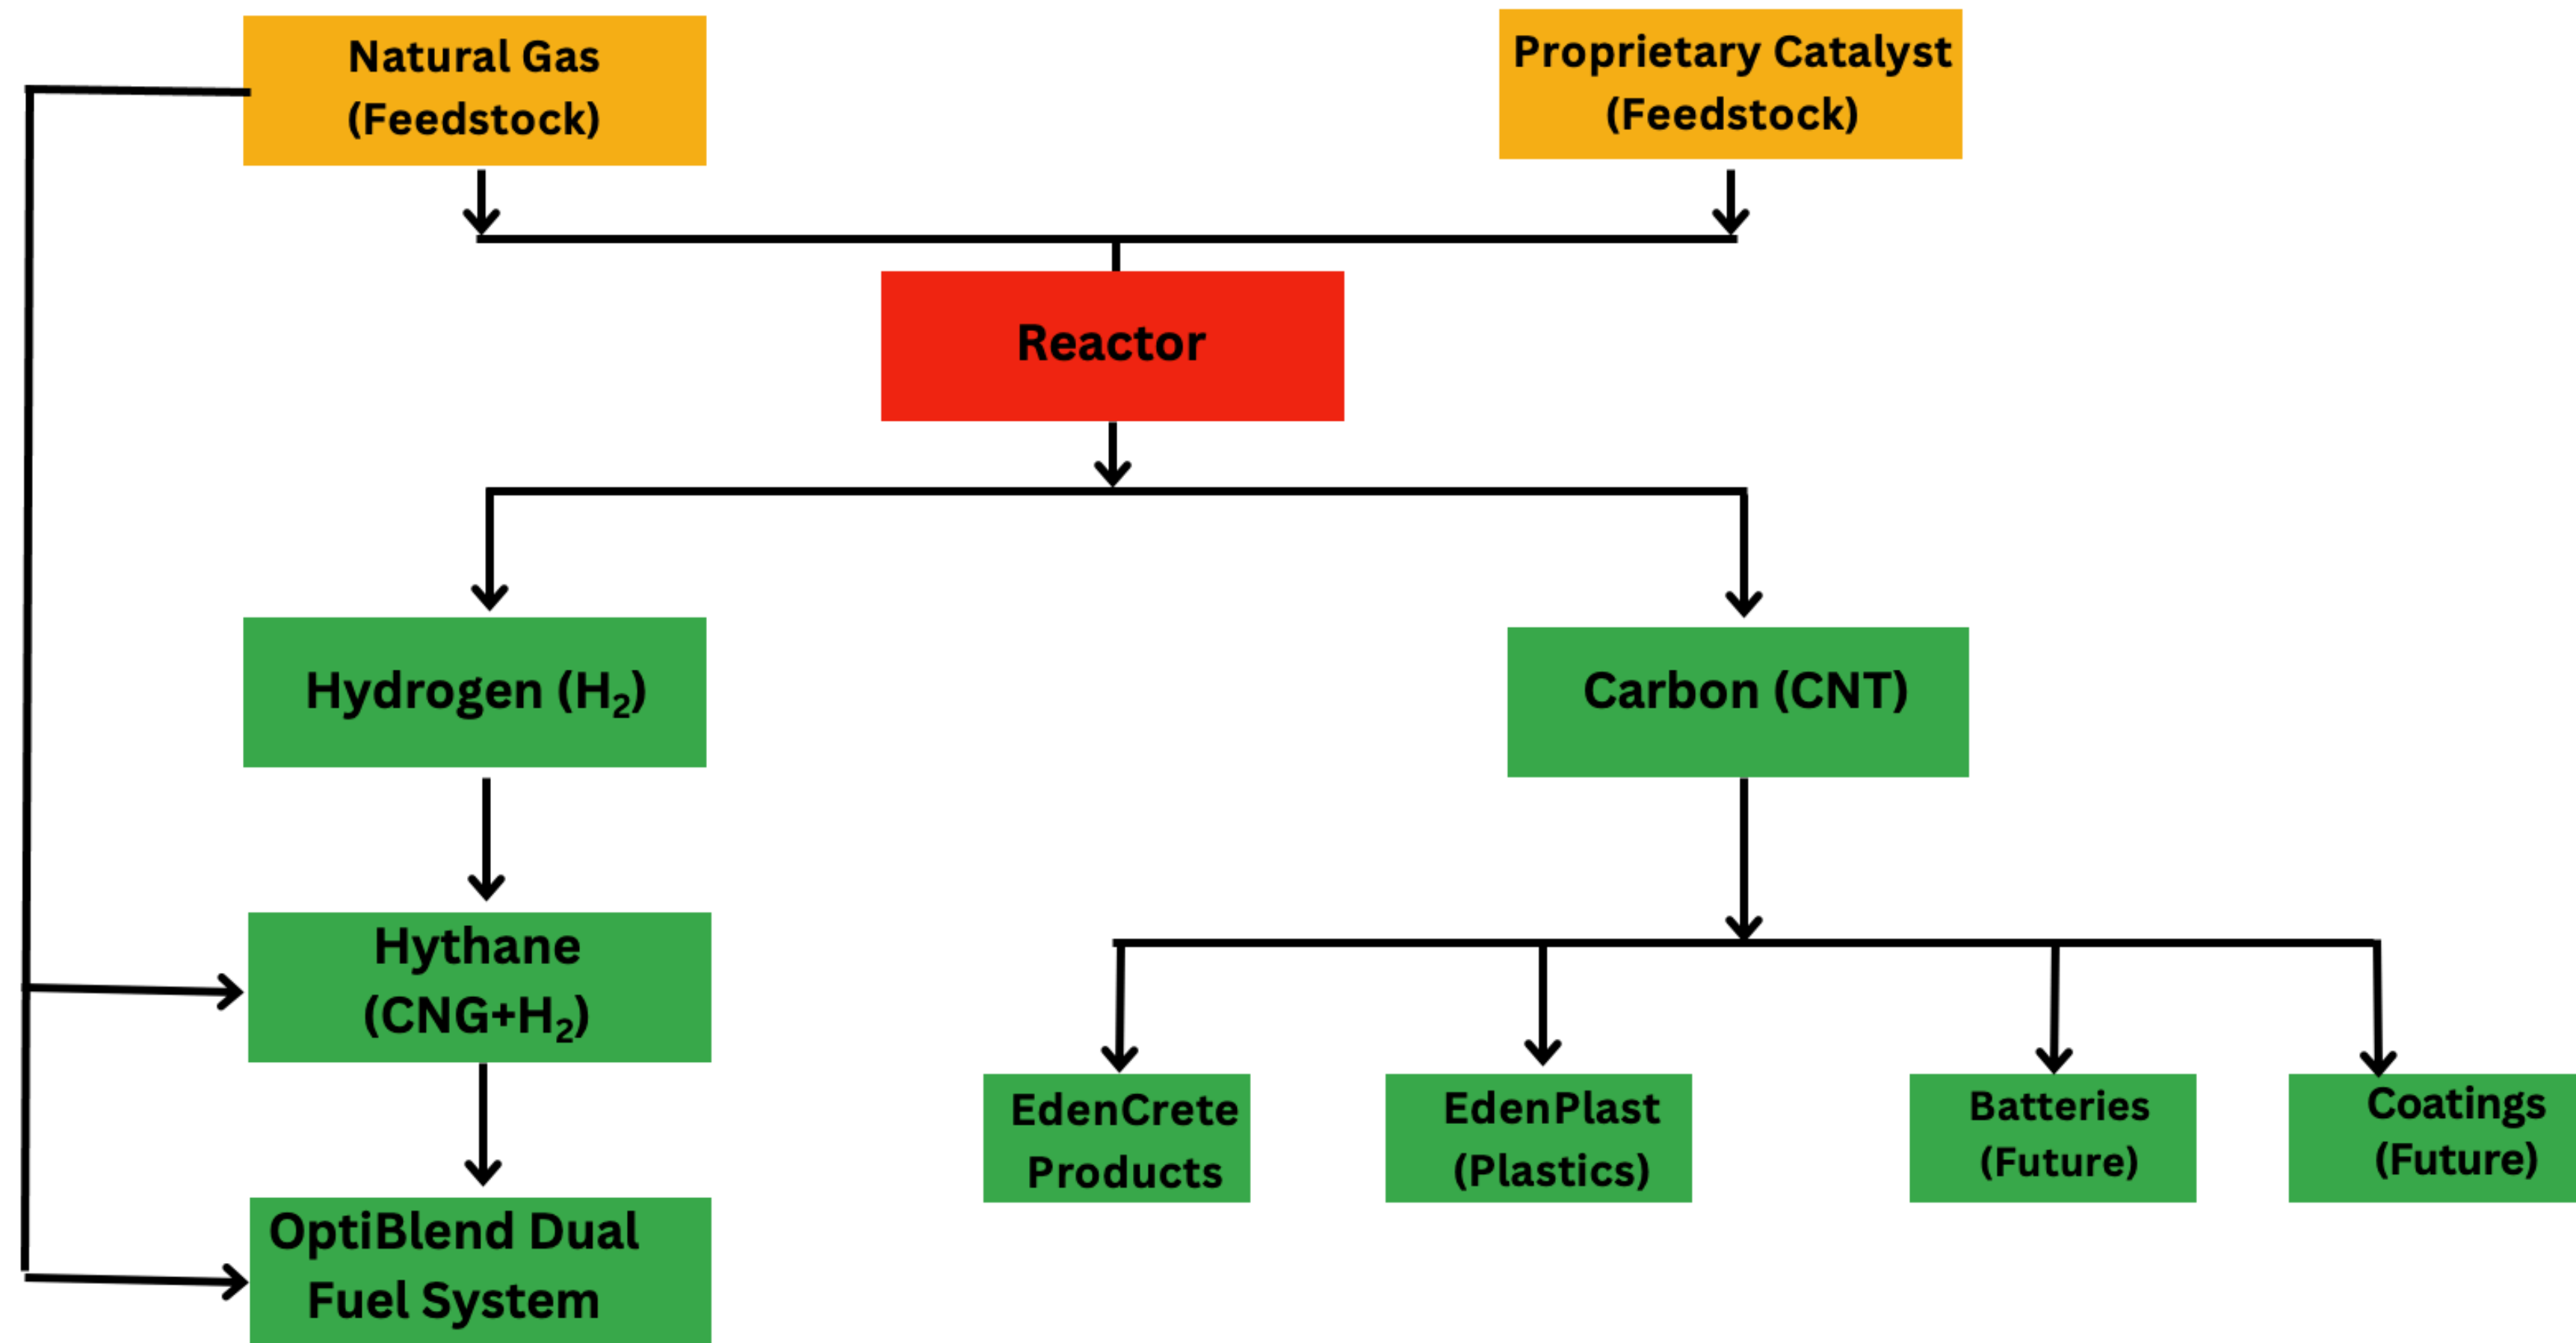 Natural Gas
(Feedstock)
Proprietary Catalyst
(Feedstock)
Reactor
Hydrogen (H₂)
Carbon (CNT)
Hythane
(CNG+H₂)
EdenCrete
Products
EdenPlast
(Plastics)
Batteries
(Future)
Coatings
(Future)
OptiBlend Dual
Fuel System